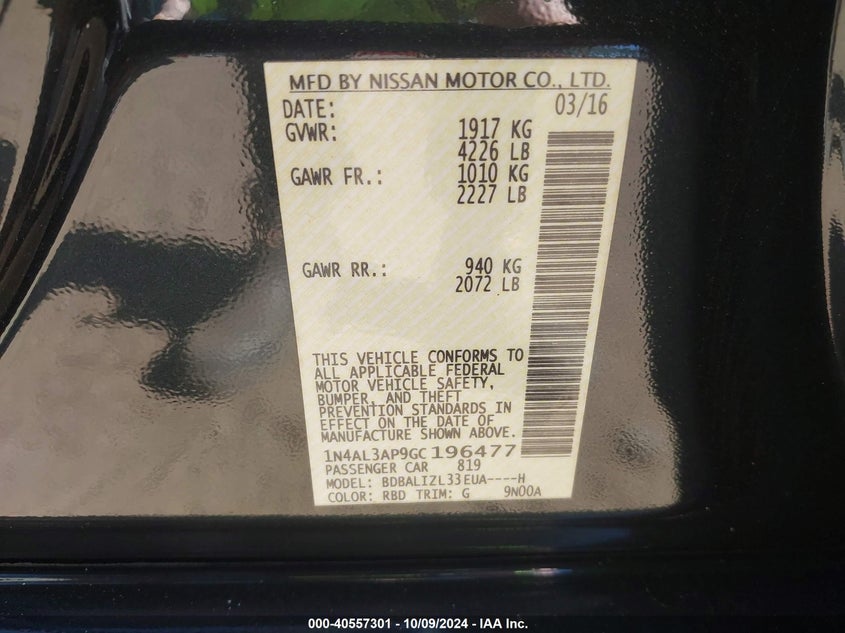 MFD BY NISSAN MOTOR CO., LTD.
DATE: 03/16
GVWR: 1917 KG
4226 LB
GAWR FR.: 1010 KG
2227 LB
GAWR RR.: 940 KG
2072 LB
THIS VEHICLE CONFORMS TO
ALL APPLICABLE FEDERAL
MOTOR VEHICLE SAFETY,
BUMPER, AND THEFT
PREVENTION STANDARDS IN
EFFECT ON THE DATE OF
MANUFACTURE SHOWN ABOVE.
1N4AL3AP9GC196477
PASSENGER CAR 819
MODEL: BDBALIZL33EUA----H
COLOR: RBD TRIM: G 9N00A
000-40557301 - 10/09/2024 - IAA Inc.